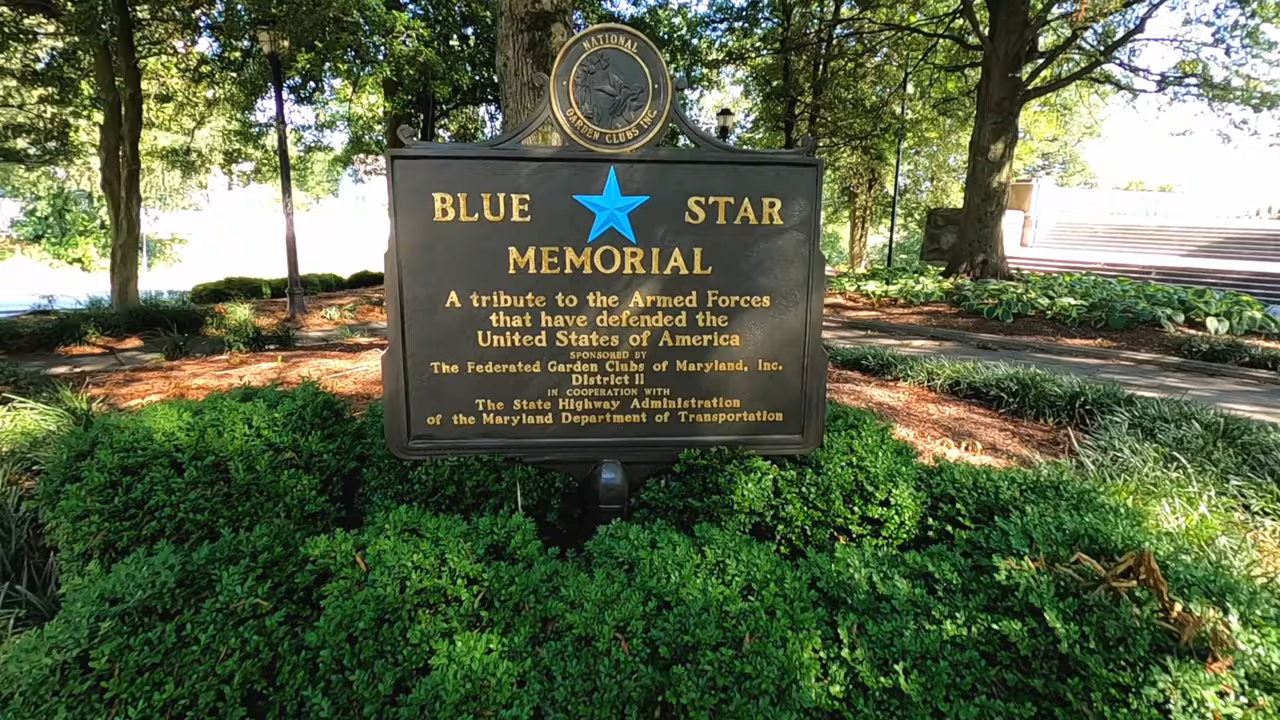 NATIONAL
GARDEN CLUBS INC.
BLUE STAR
MEMORIAL
A tribute to the Armed Forces
that have defended the
United States of America
SPONSORED BY
The Federated Garden Clubs of Maryland, Inc.
District II
IN COOPERATION WITH
The State Highway Administration
of the Maryland Department of Transportation